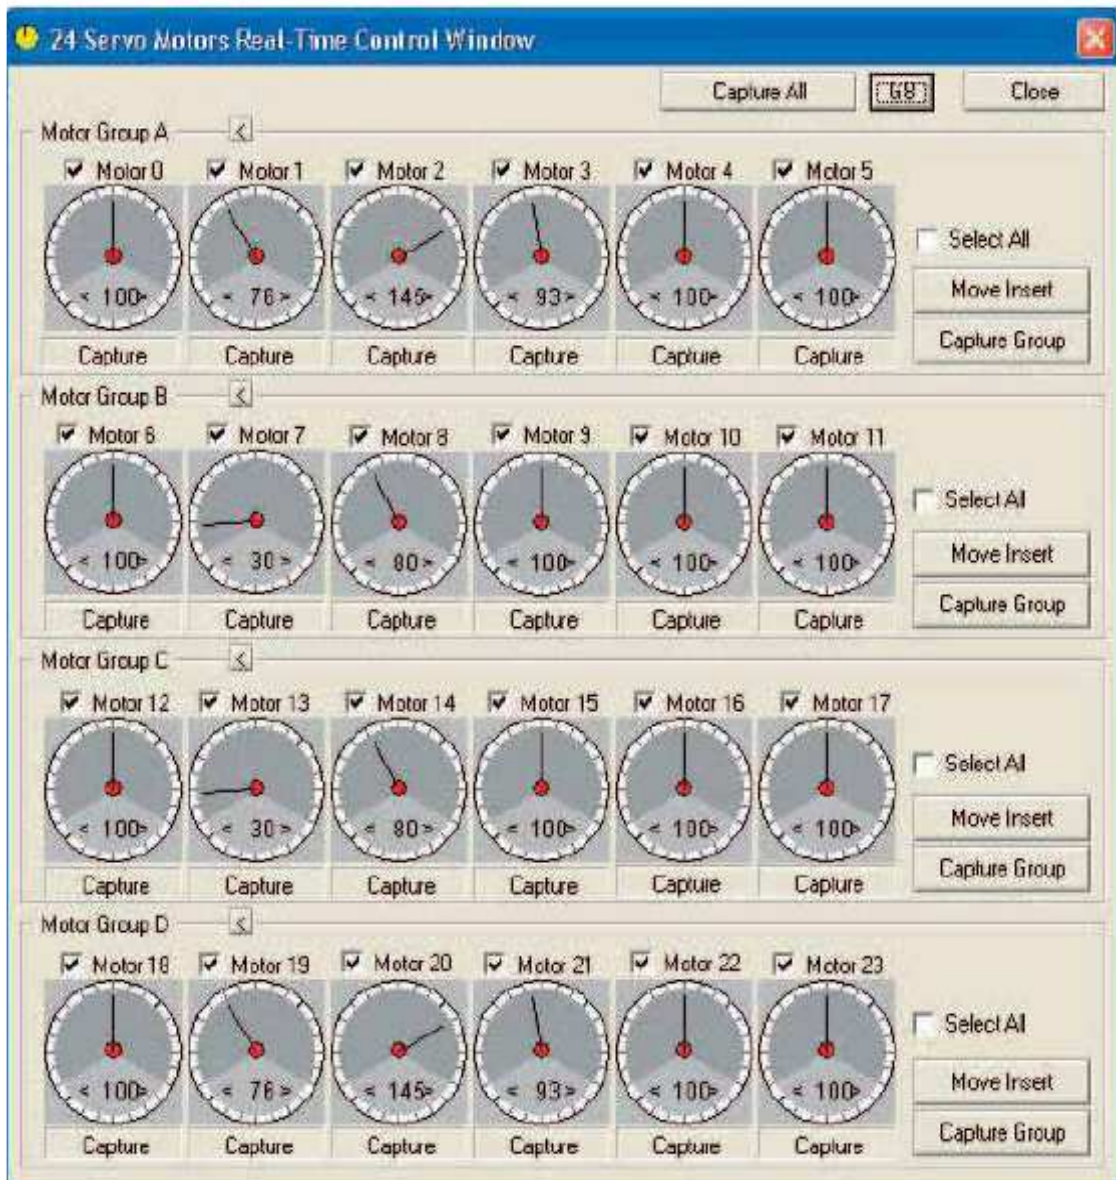 24 Servo Motors Real-Time Control Window
Capture All Close
Motor Group A <
Motor 0 Motor 1 Motor 2 Motor 3 Motor 4 Motor 5
Select All
< 100> < 76 > < 145> < 93> < 100> < 100>
Move Insert
Capture Capture Capture Capture Capture Capture
Capture Group
Motor Group B <
Motor 6 Motor 7 Motor 8 Motor 9 Motor 10 Motor 11
Select All
< 100> < 30 > < 80 > < 100> < 100> < 100>
Move Insert
Capture Capture Capture Capture Capture Capture
Capture Group
Motor Group C <
Motor 12 Motor 13 Motor 14 Motor 15 Motor 16 Motor 17
Select All
< 100> < 30 > < 80 > < 100> < 100> < 100>
Move Insert
Capture Capture Capture Capture Capture Capture
Capture Group
Motor Group D <
Motor 18 Motor 19 Motor 20 Motor 21 Motor 22 Motor 23
Select All
< 100> < 76 > < 145> < 93> < 100> < 100>
Move Insert
Capture Capture Capture Capture Capture Capture
Capture Group